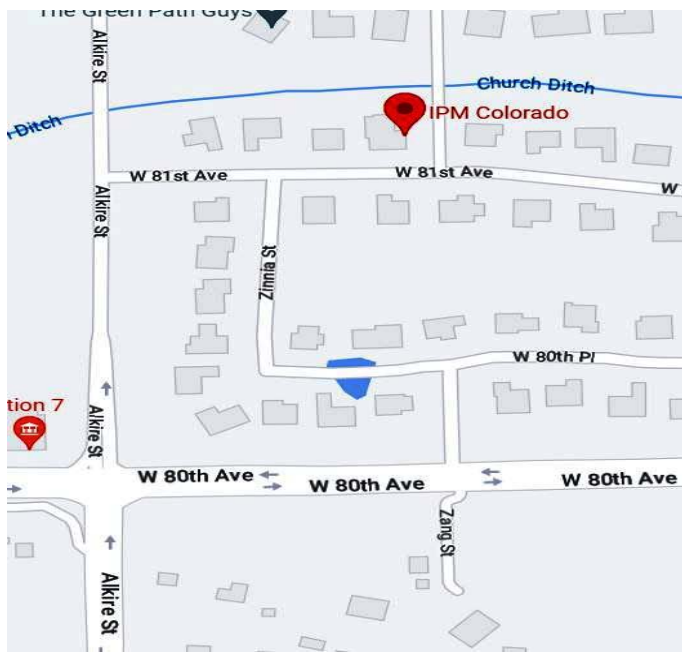 The Green Path Guys
Alkire St
Church Ditch
Ditch
IPM Colorado
W 81st Ave
W 81st Ave
W
Alkire St
Zinnia St
W 80th Pl
tion 7
Alkire St
W 80th Ave
W 80th Ave
W 80th Ave
Zang St
Alkire St